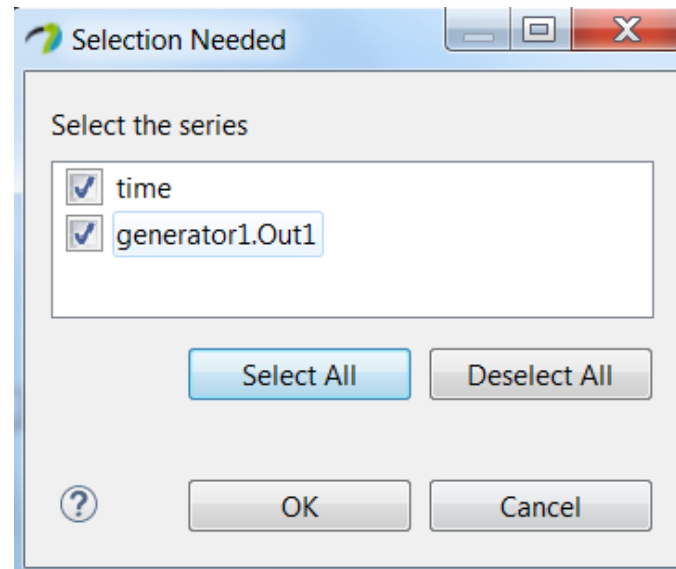 Selection Needed
Select the series
time
generator1.Out1
Select All Deselect All
? OK Cancel